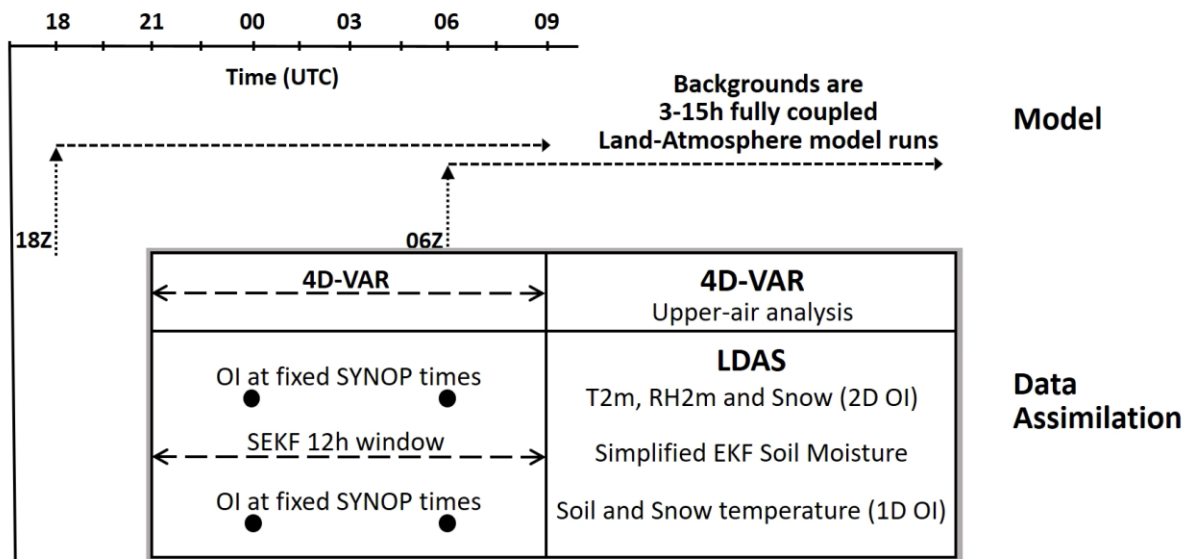 18 21 00 03 06 09
Time (UTC)
Backgrounds are
3-15h fully coupled
Land-Atmosphere model runs
Model
18Z
06Z
4D-VAR
4D-VAR
Upper-air analysis
OI at fixed SYNOP times
LDAS
T2m, RH2m and Snow (2D OI)
SEKF 12h window
Simplified EKF Soil Moisture
OI at fixed SYNOP times
Soil and Snow temperature (1D OI)
Data
Assimilation